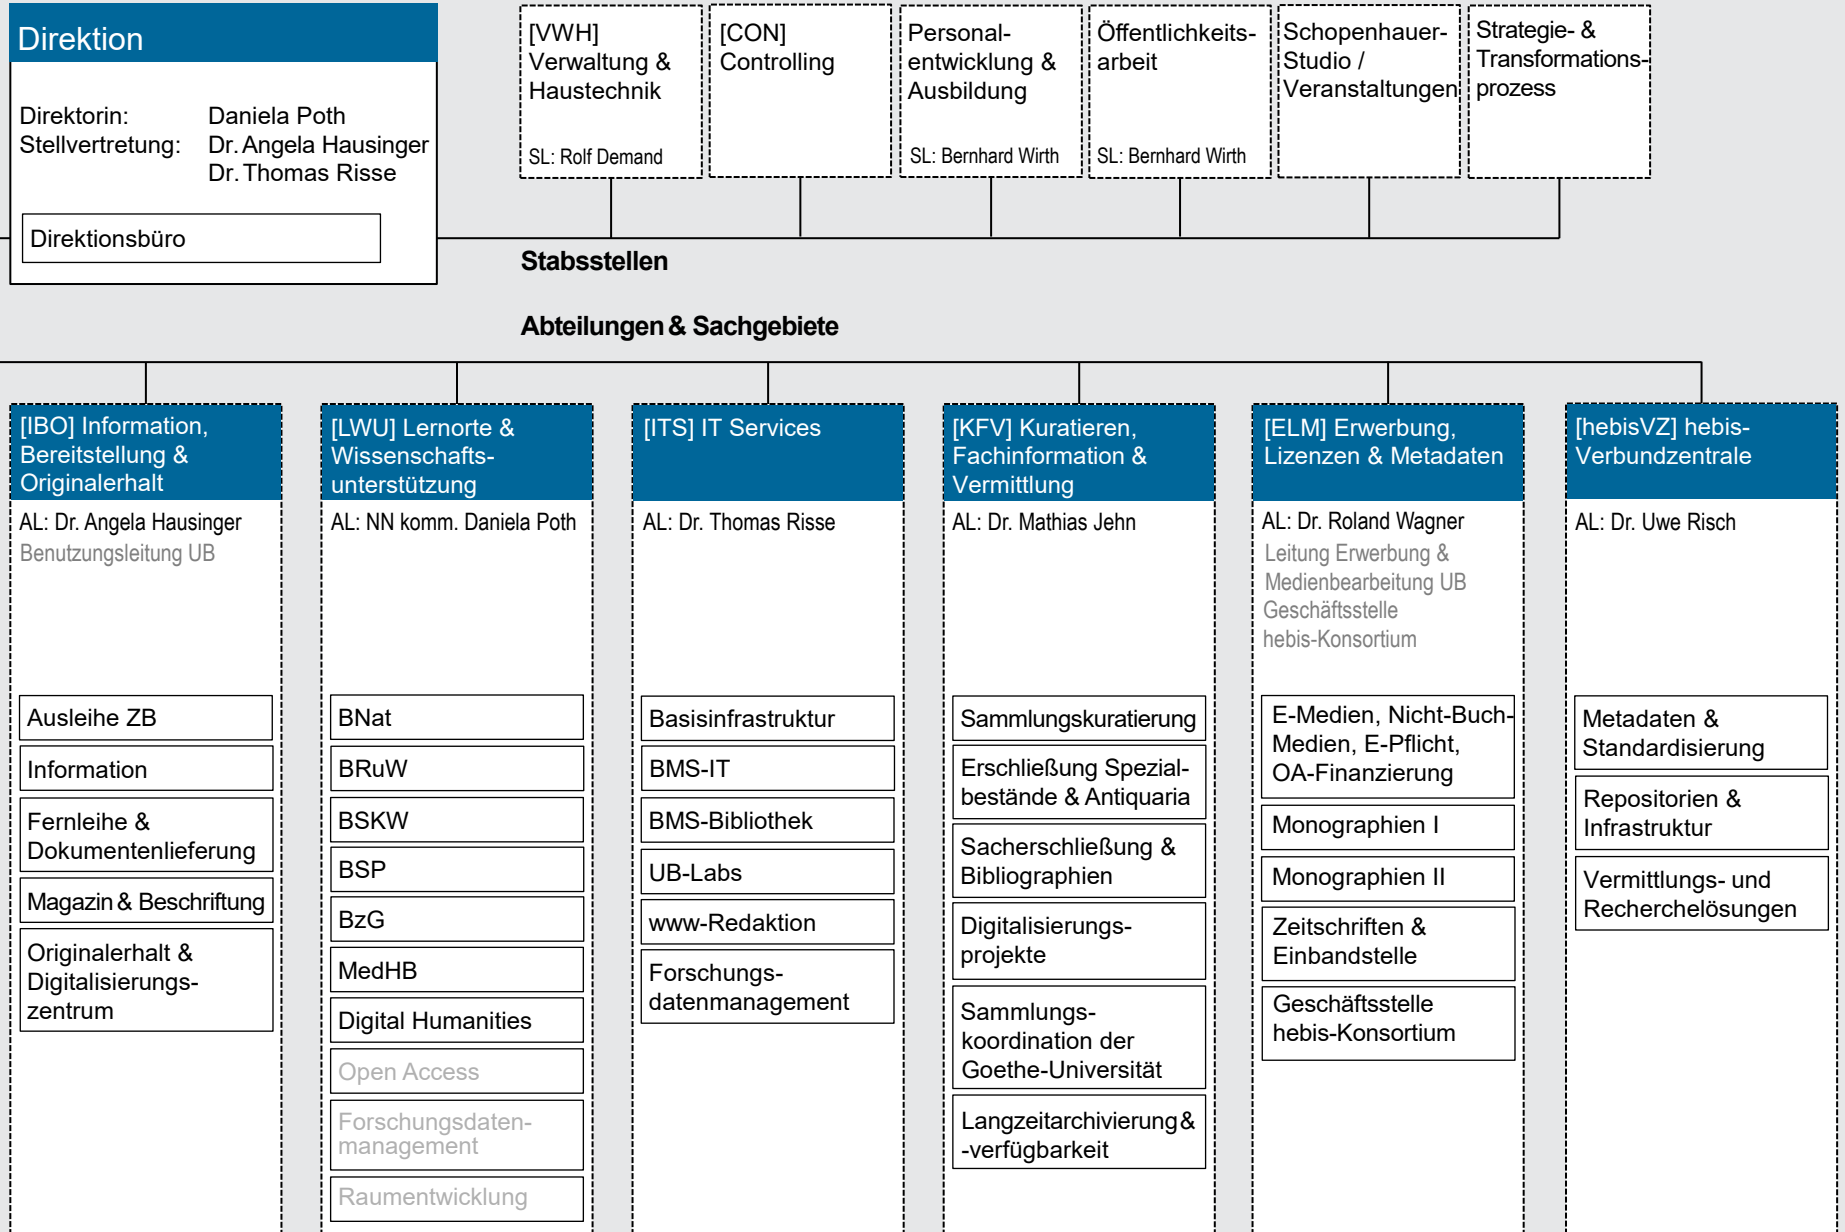 Direktion
Direktorin: Daniela Poth
Stellvertretung: Dr. Angela Hausinger
Dr. Thomas Risse
Direktionsbüro
[VWH]
Verwaltung &
Haustechnik
SL: Rolf Demand
[CON]
Controlling
Personal-
entwicklung &
Ausbildung
SL: Bernhard Wirth
Öffentlichkeits-
arbeit
SL: Bernhard Wirth
Schopenhauer-
Studio /
Veranstaltungen
Strategie- &
Transformations-
prozess
Stabsstellen
Abteilungen & Sachgebiete
[IBO] Information,
Bereitstellung &
Originalerhalt
AL: Dr. Angela Hausinger
Benutzungsleitung UB
Ausleihe ZB
Information
Fernleihe &
Dokumentenlieferung
Magazin & Beschriftung
Originalerhalt &
Digitalisierungs-
zentrum
[LWU] Lernorte &
Wissenschafts-
unterstützung
AL: NN komm. Daniela Poth
BNat
BRuW
BSKW
BSP
BzG
MedHB
Digital Humanities
Open Access
Forschungsdaten-
management
Raumentwicklung
[ITS] IT Services
AL: Dr. Thomas Risse
Basisinfrastruktur
BMS-IT
BMS-Bibliothek
UB-Labs
www-Redaktion
Forschungs-
datenmanagement
[KFV] Kuratieren,
Fachinformation &
Vermittlung
AL: Dr. Mathias Jehn
Sammlungskuratierung
Erschließung Spezial-
bestände & Antiquaria
Sacherschließung &
Bibliographien
Digitalisierungs-
projekte
Sammlungs-
koordination der
Goethe-Universität
Langzeitarchivierung &
-verfügbarkeit
[ELM] Erwerbung,
Lizenzen & Metadaten
AL: Dr. Roland Wagner
Leitung Erwerbung &
Medienbearbeitung UB
Geschäftsstelle
hebis-Konsortium
E-Medien, Nicht-Buch-
Medien, E-Pflicht,
OA-Finanzierung
Monographien I
Monographien II
Zeitschriften &
Einbandstelle
Geschäftsstelle
hebis-Konsortium
[hebisVZ] hebis-
Verbundzentrale
AL: Dr. Uwe Risch
Metadaten &
Standardisierung
Repositorien &
Infrastruktur
Vermittlungs- und
Recherchelösungen